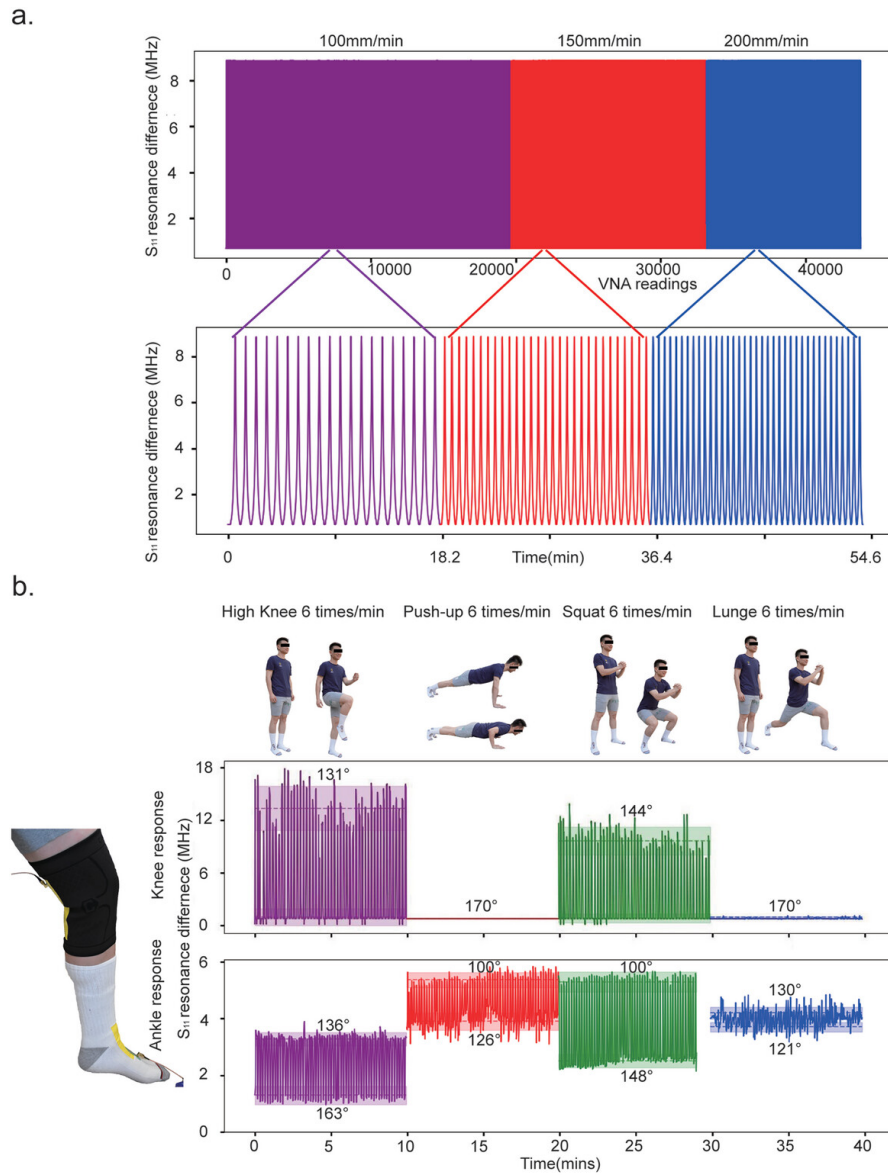 a.
100mm/min 150mm/min 200mm/min
S₁₁ resonance differnece (MHz)
8
6
4
2
0 10000 20000 30000 40000
VNA readings
S₁₁ resonance differnece (MHz)
8
6
4
2
0 18.2 Time(min) 36.4 54.6
b.
High Knee 6 times/min Push-up 6 times/min Squat 6 times/min Lunge 6 times/min
Knee response
Ankle response
S₁₁ resonance differnece (MHz)
18
12
6
0
131°
170°
144°
170°
6
4
2
0
136°
163°
100°
126°
100°
148°
130°
121°
0 10 20 30 40
Time(mins)